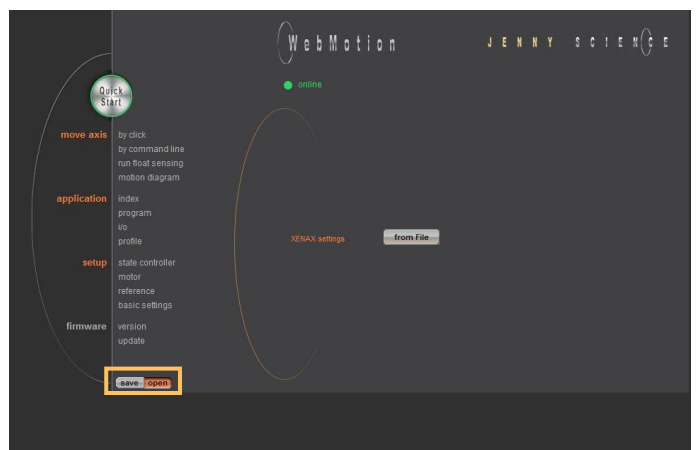 WebMotion
JENNY SCIENCE
online
Quick
Start
move axis
by click
by command line
run float sensing
motion diagram
application
index
program
i/o
profile
XENAX settings
from File
setup
state controller
motor
reference
basic settings
firmware
version
update
save open